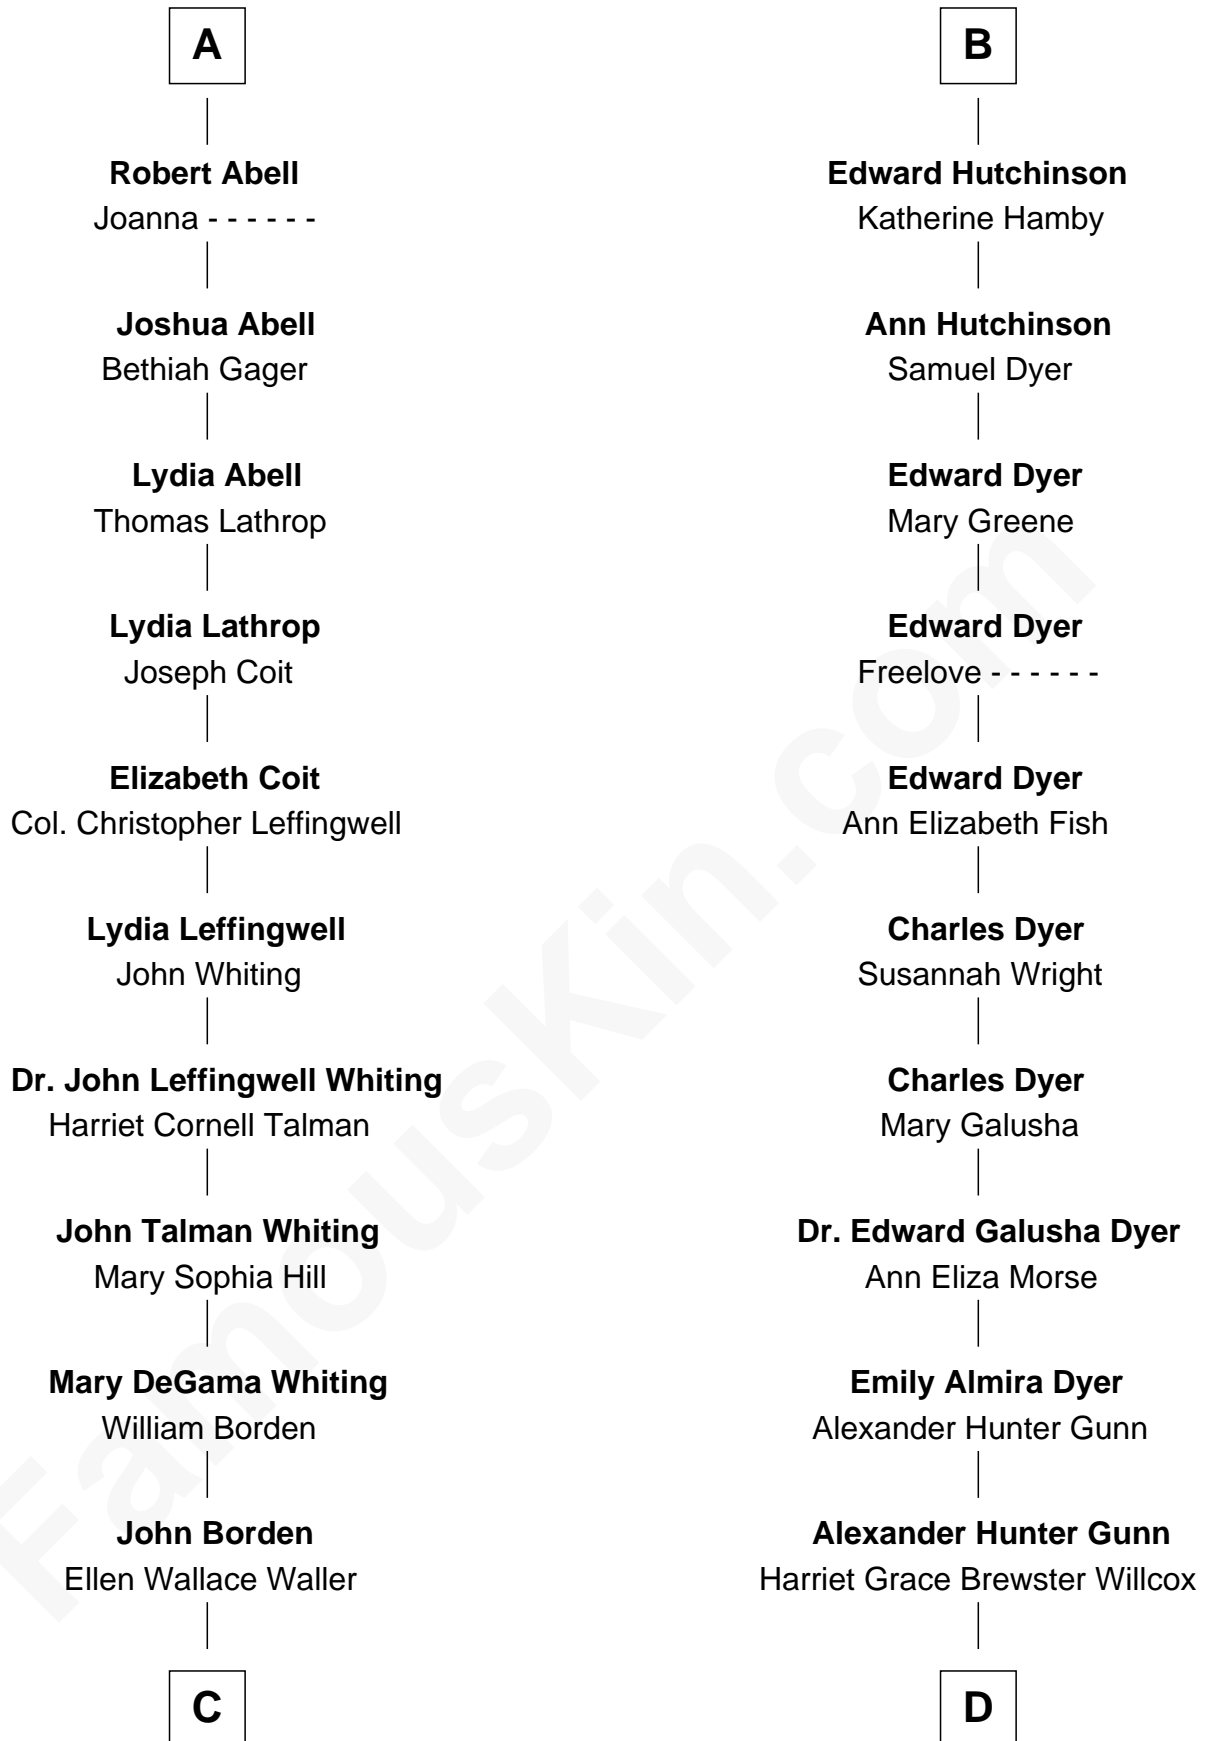 A
Robert Abell
Joanna - - - - - -
Joshua Abell
Bethiah Gager
Lydia Abell
Thomas Lathrop
Lydia Lathrop
Joseph Coit
Elizabeth Coit
Col. Christopher Leffingwell
Lydia Leffingwell
John Whiting
Dr. John Leffingwell Whiting
Harriet Cornell Talman
John Talman Whiting
Mary Sophia Hill
Mary DeGama Whiting
William Borden
John Borden
Ellen Wallace Waller
C
B
Edward Hutchinson
Katherine Hamby
Ann Hutchinson
Samuel Dyer
Edward Dyer
Mary Greene
Edward Dyer
Freelove - - - - - -
Edward Dyer
Ann Elizabeth Fish
Charles Dyer
Susannah Wright
Charles Dyer
Mary Galusha
Dr. Edward Galusha Dyer
Ann Eliza Morse
Emily Almira Dyer
Alexander Hunter Gunn
Alexander Hunter Gunn
Harriet Grace Brewster Willcox
D
FamousKin.com